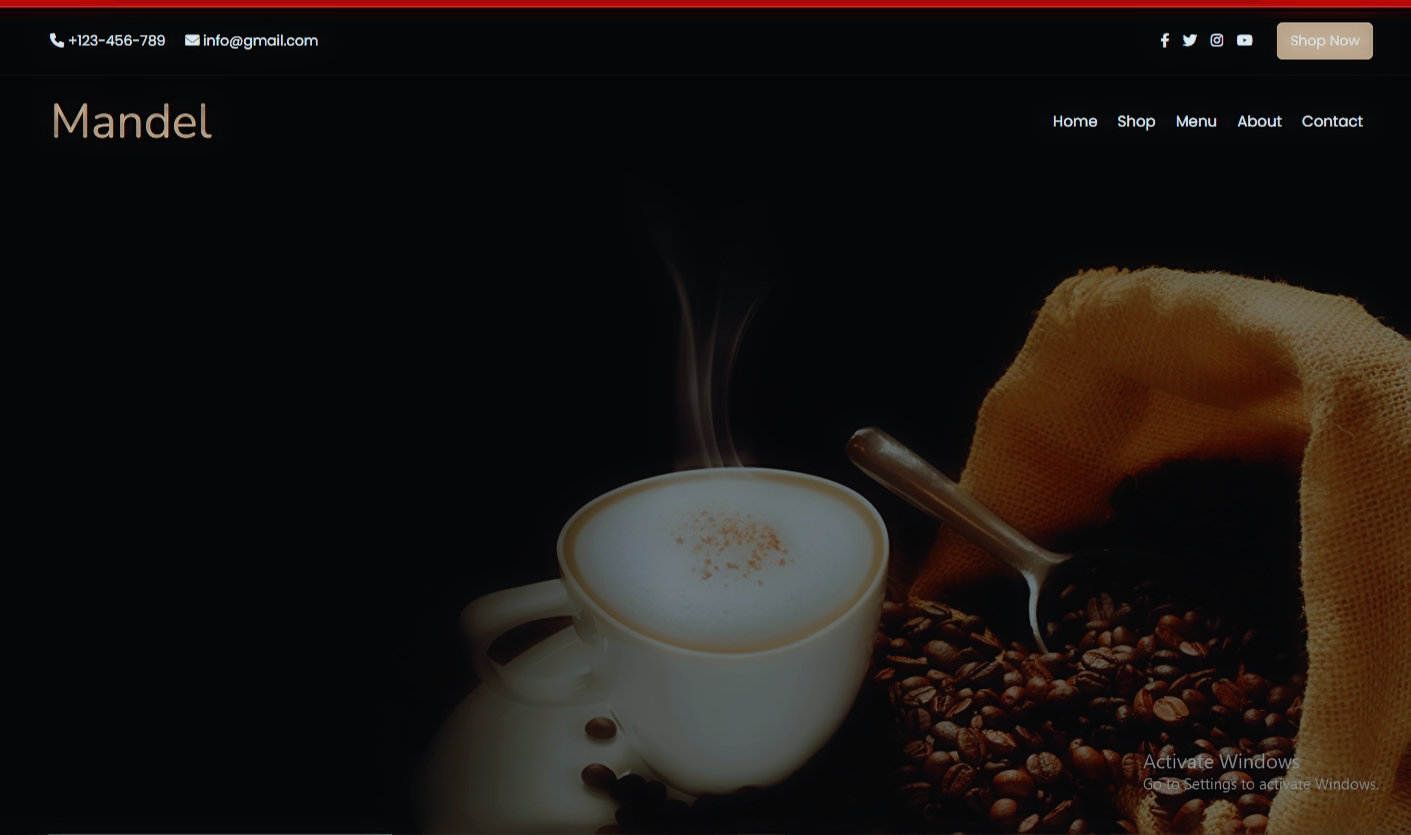 +123-456-789 info@gmail.com
Shop Now
Mandel
Home Shop Menu About Contact
Activate Windows
Go to Settings to activate Windows.